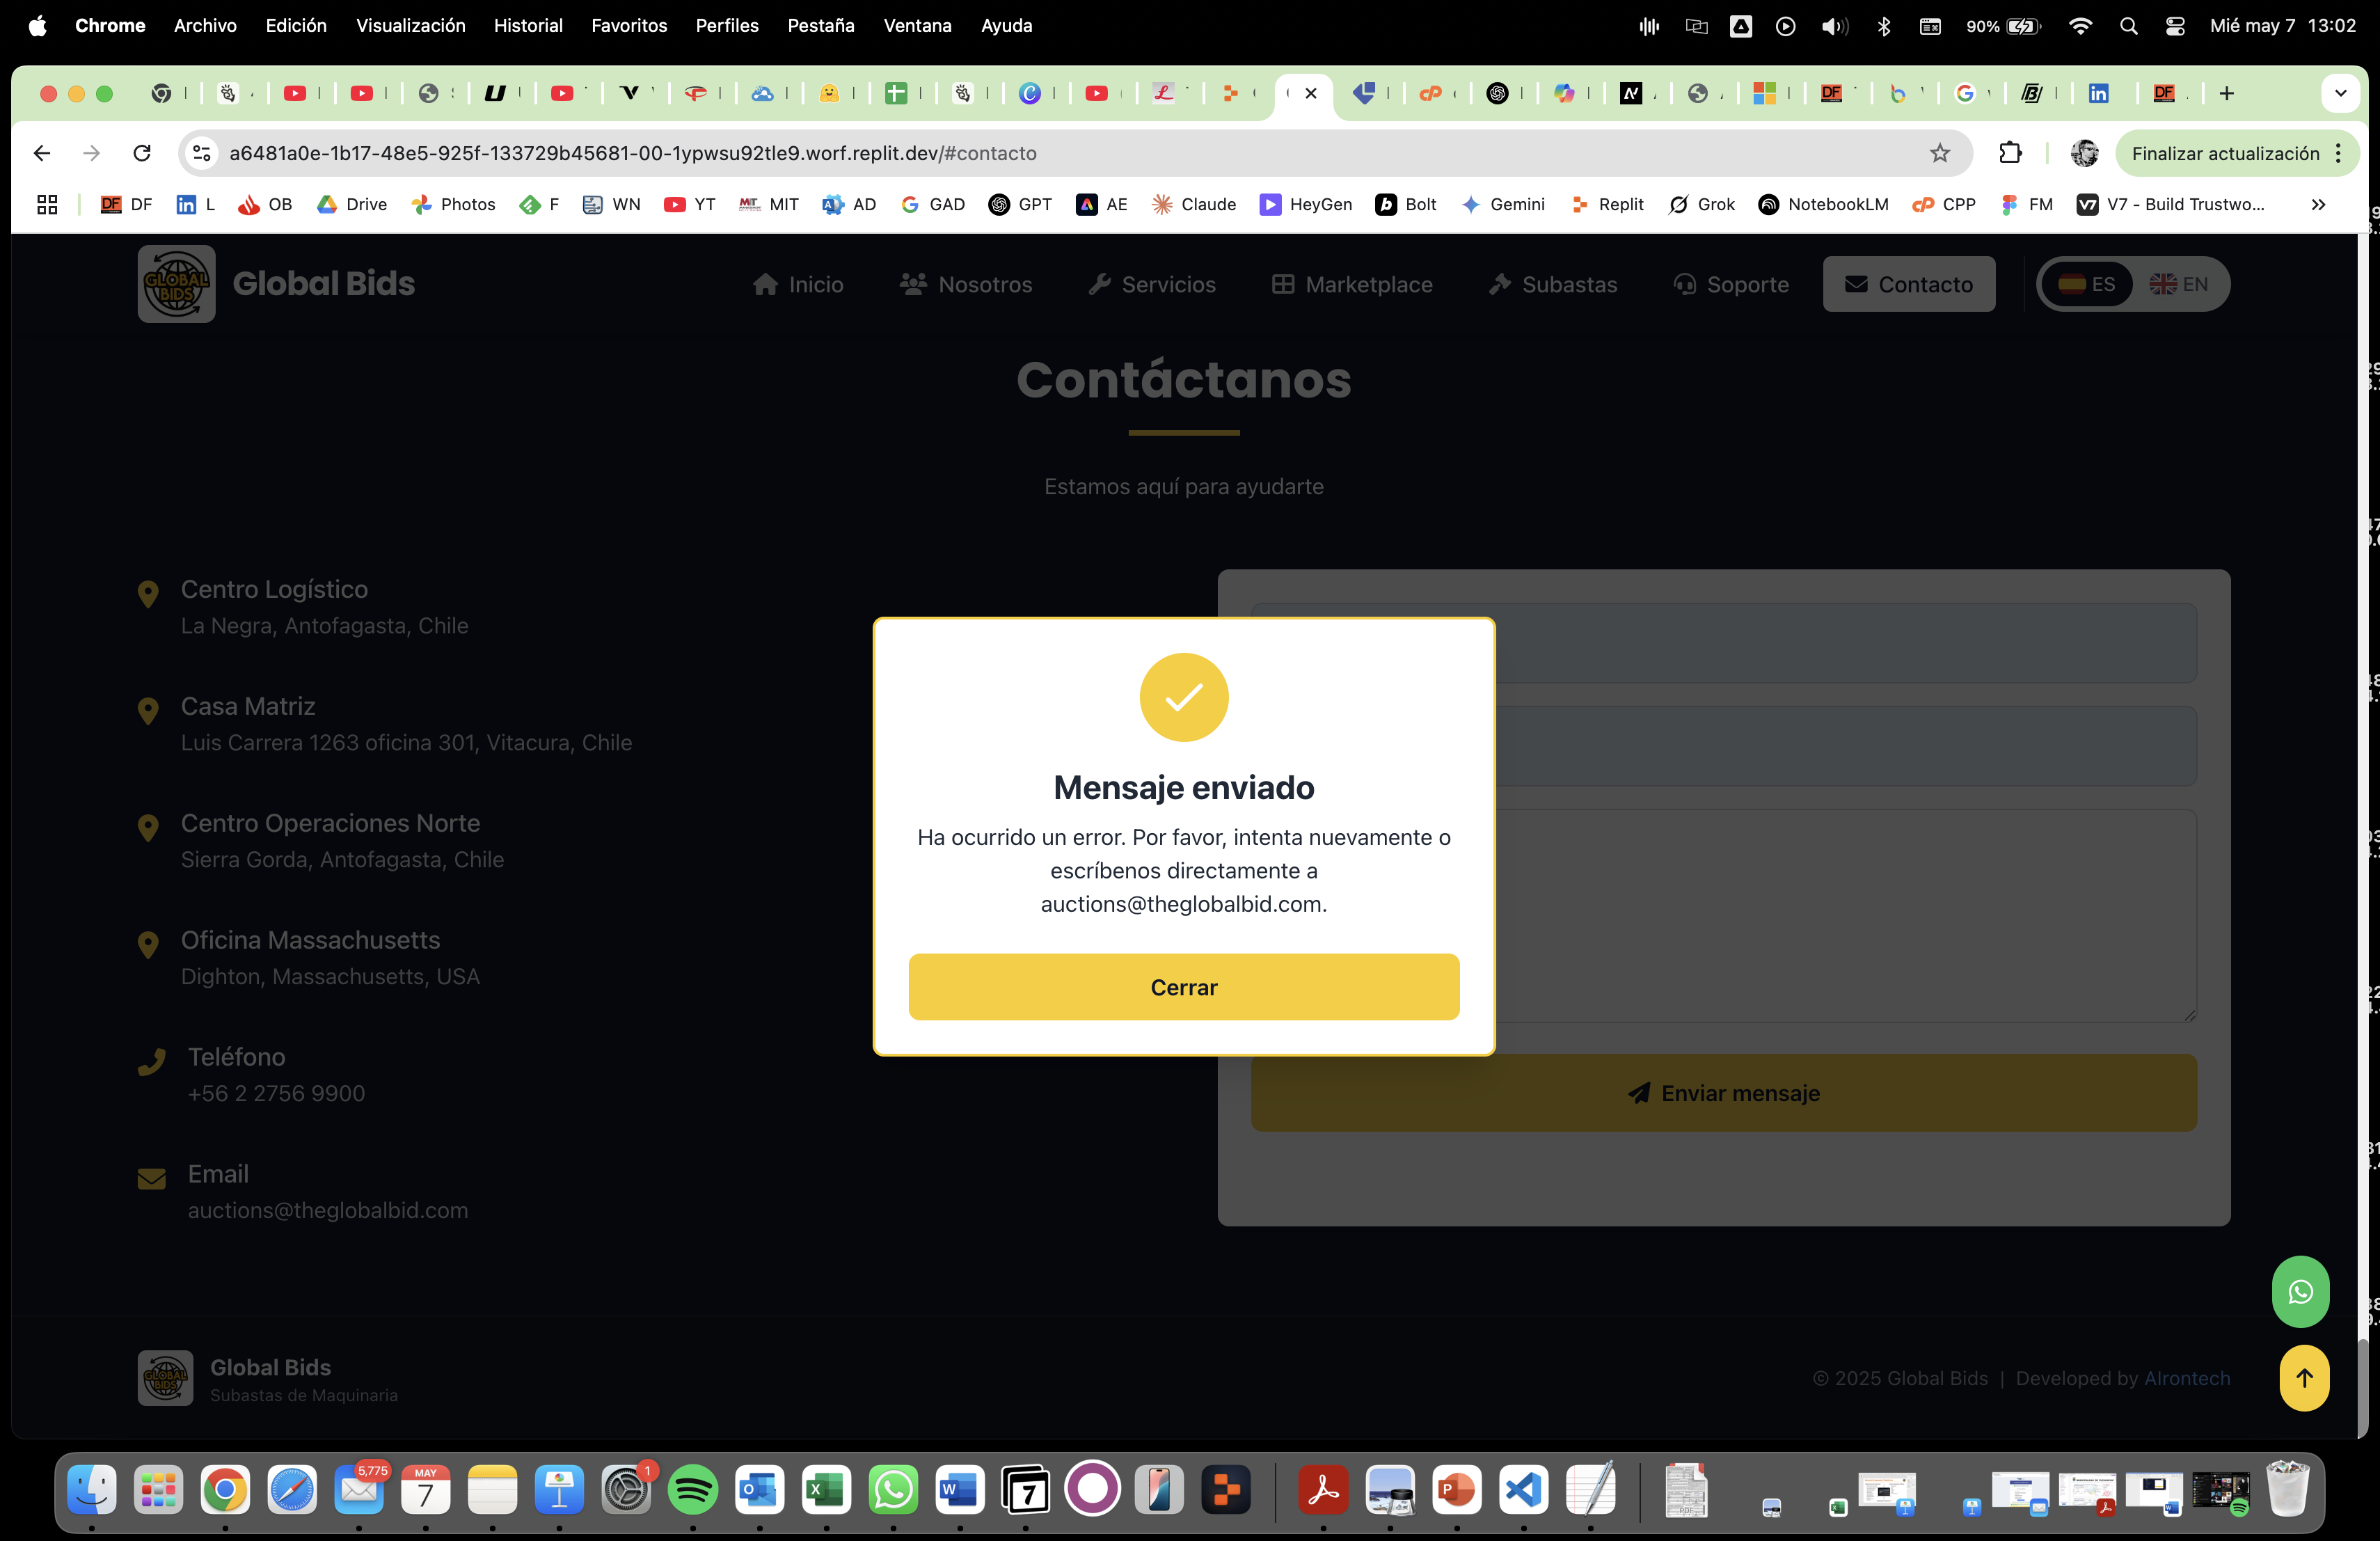 Chrome Archivo Edición Visualización Historial Favoritos Perfiles Pestaña Ventana Ayuda 90% Mié may 7 13:02
a6481a0e-1b17-48e5-925f-133729b45681-00-1ypwsu92tle9.worf.replit.dev/#contacto Finalizar actualización
DF L OB Drive Photos F WN YT MIT AD GAD GPT AE Claude HeyGen Bolt Gemini Replit Grok NotebookLM CPP FM V7 - Build Trustwo... »
GLOBAL BIDS Global Bids Inicio Nosotros Servicios Marketplace Subastas Soporte Contacto ES EN
Contáctanos
Estamos aquí para ayudarte
Centro Logístico
La Negra, Antofagasta, Chile
Casa Matriz
Luis Carrera 1263 oficina 301, Vitacura, Chile
Centro Operaciones Norte
Sierra Gorda, Antofagasta, Chile
Oficina Massachusetts
Dighton, Massachusetts, USA
Teléfono
+56 2 2756 9900
Email
auctions@theglobalbid.com
Mensaje enviado
Ha ocurrido un error. Por favor, intenta nuevamente o
escríbenos directamente a
auctions@theglobalbid.com.
Cerrar
Enviar mensaje
GLOBAL BIDS Global Bids
Subastas de Maquinaria
© 2025 Global Bids | Developed by AIrontech
5,775 MAY 7 1 7